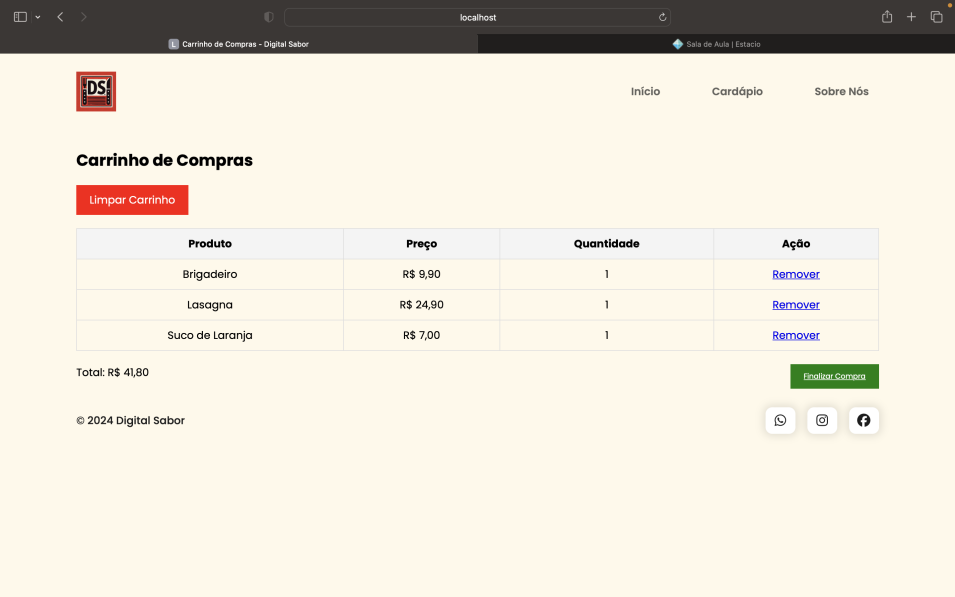 localhost
L Carrinho de Compras - Digital Sabor
Sala de Aula | Estacio
DS
Início Cardápio Sobre Nós
Carrinho de Compras
Limpar Carrinho
Produto Preço Quantidade Ação
Brigadeiro R$ 9,90 1 Remover
Lasagna R$ 24,90 1 Remover
Suco de Laranja R$ 7,00 1 Remover
Total: R$ 41,80
Finalizar Compra
© 2024 Digital Sabor